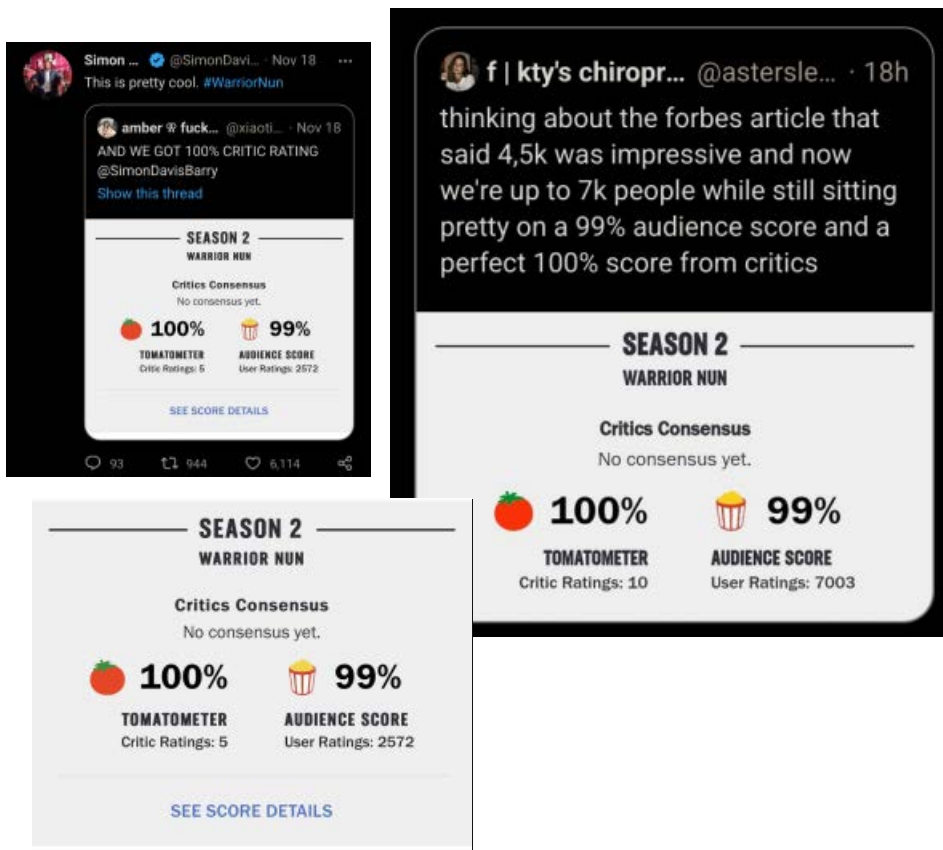 Simon ... @SimonDavi... · Nov 18 ...
This is pretty cool. #WarriorNun
amber fuck... @xiaoti... · Nov 18
AND WE GOT 100% CRITIC RATING
@SimonDavisBarry
Show this thread
SEASON 2
WARRIOR NUN
Critics Consensus
No consensus yet.
100% 99%
TOMATOMETER AUDIENCE SCORE
Critic Ratings: 5 User Ratings: 2572
SEE SCORE DETAILS
93 944 6,114
f | kty's chiropr... @astersle... · 18h
thinking about the forbes article that
said 4,5k was impressive and now
we're up to 7k people while still sitting
pretty on a 99% audience score and a
perfect 100% score from critics
SEASON 2
WARRIOR NUN
Critics Consensus
No consensus yet.
100% 99%
TOMATOMETER AUDIENCE SCORE
Critic Ratings: 10 User Ratings: 7003
SEASON 2
WARRIOR NUN
Critics Consensus
No consensus yet.
100% 99%
TOMATOMETER AUDIENCE SCORE
Critic Ratings: 5 User Ratings: 2572
SEE SCORE DETAILS